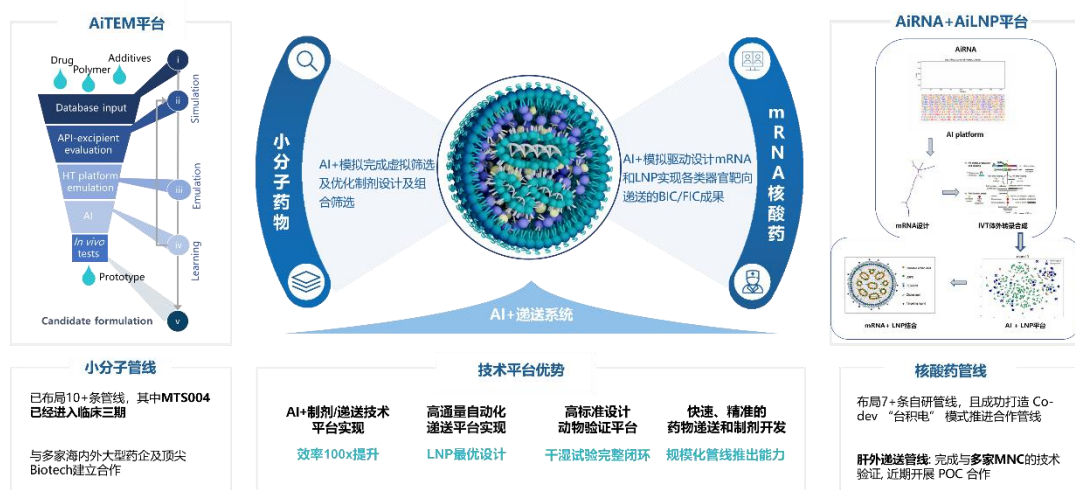 AiTEM平台
Drug
Polymer
Additives
Database input
API-excipient
evaluation
HT platform
emulation
AI
In vivo
tests
Prototype
Candidate formulation
i
ii
iii
iv
v
Simulation
Emulation
Learning
小分子药物
AI+模拟完成虚拟筛选
及优化制剂设计及组
合筛选
AI+模拟驱动设计mRNA
和LNP实现各类器官靶向
递送的BIC/FIC成果
mRNA核酸药
AI+递送系统
AiRNA+AiLNP平台
AiRNA
AI platform
mRNA设计
IVT体外转录合成
mRNA+ LNP结合
AI + LNP平台
小分子管线
已布局10+条管线，其中MTS004
已经进入临床三期
与多家海内外大型药企及顶尖
Biotech建立合作
技术平台优势
AI+制剂/递送技术
平台实现
效率100x提升
高通量自动化
递送平台实现
LNP最优设计
高标准设计
动物验证平台
干湿试验完整闭环
快速、精准的
药物递送和制剂开发
规模化管线推出能力
核酸药管线
布局7+条自研管线，且成功打造 Co-
dev “台积电” 模式推进合作管线
肝外递送管线: 完成与多家MNC的技术
验证, 近期开展 POC 合作